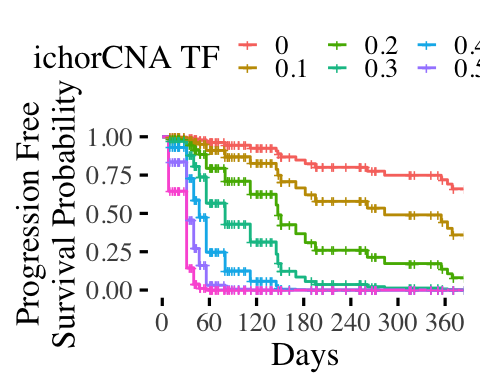 ichorCNA TF
0 0.2 0.4
0.1 0.3 0.5
Progression Free
Survival Probability
1.00
0.75
0.50
0.25
0.00
0 60 120 180 240 300 360
Days